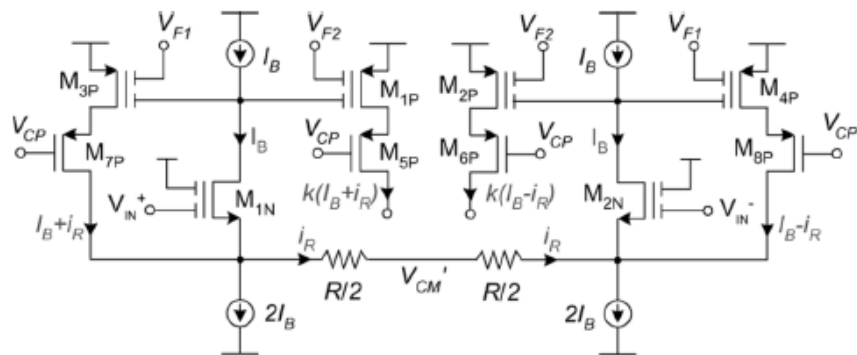 V_F1 I_B V_F2 V_F2 I_B V_F1
M_3P M_1P M_2P M_4P
V_CP I_B V_CP V_CP I_B V_CP
M_7P M_5P M_6P M_8P
V_IN^+ M_1N k(I_B+i_R) k(I_B-i_R) M_2N V_IN^-
I_B+i_R i_R i_R I_B-i_R
R/2 V_CM' R/2
2I_B 2I_B